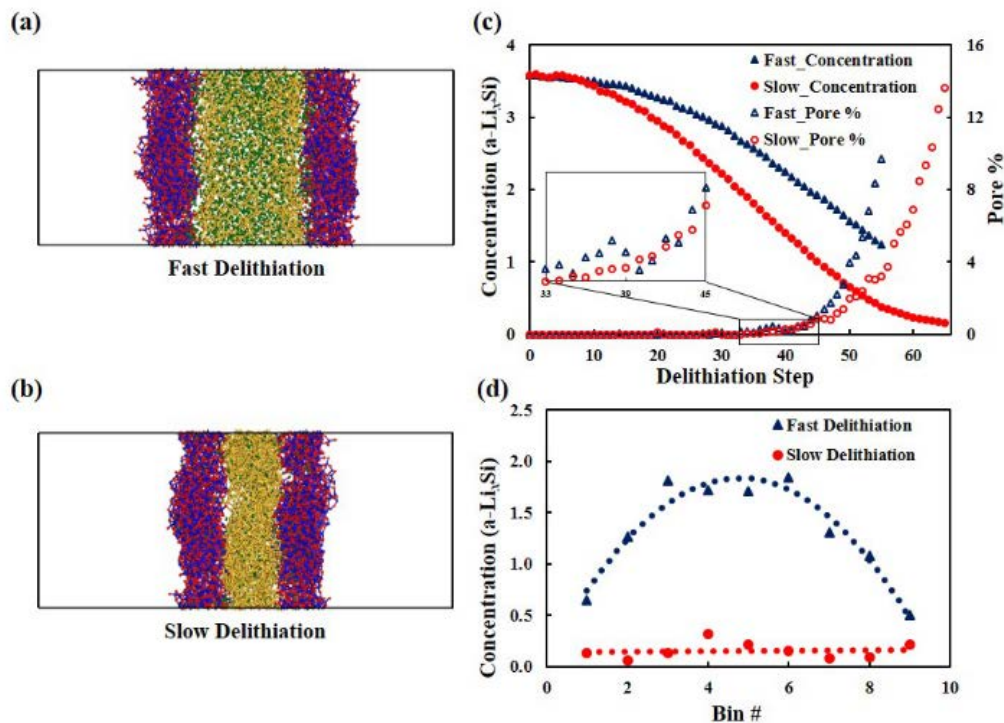 (a)
Fast Delithiation
(b)
Slow Delithiation
(c)
Concentration (a-LiₓSi)
4
3
2
1
0
Fast_Concentration
Slow_Concentration
Fast_Pore %
Slow_Pore %
33
39
45
16
12
8
4
0
Pore %
0 10 20 30 40 50 60
Delithiation Step
(d)
Concentration (a-LiₓSi)
2.5
2.0
1.5
1.0
0.5
0.0
Fast Delithiation
Slow Delithiation
0 2 4 6 8 10
Bin #